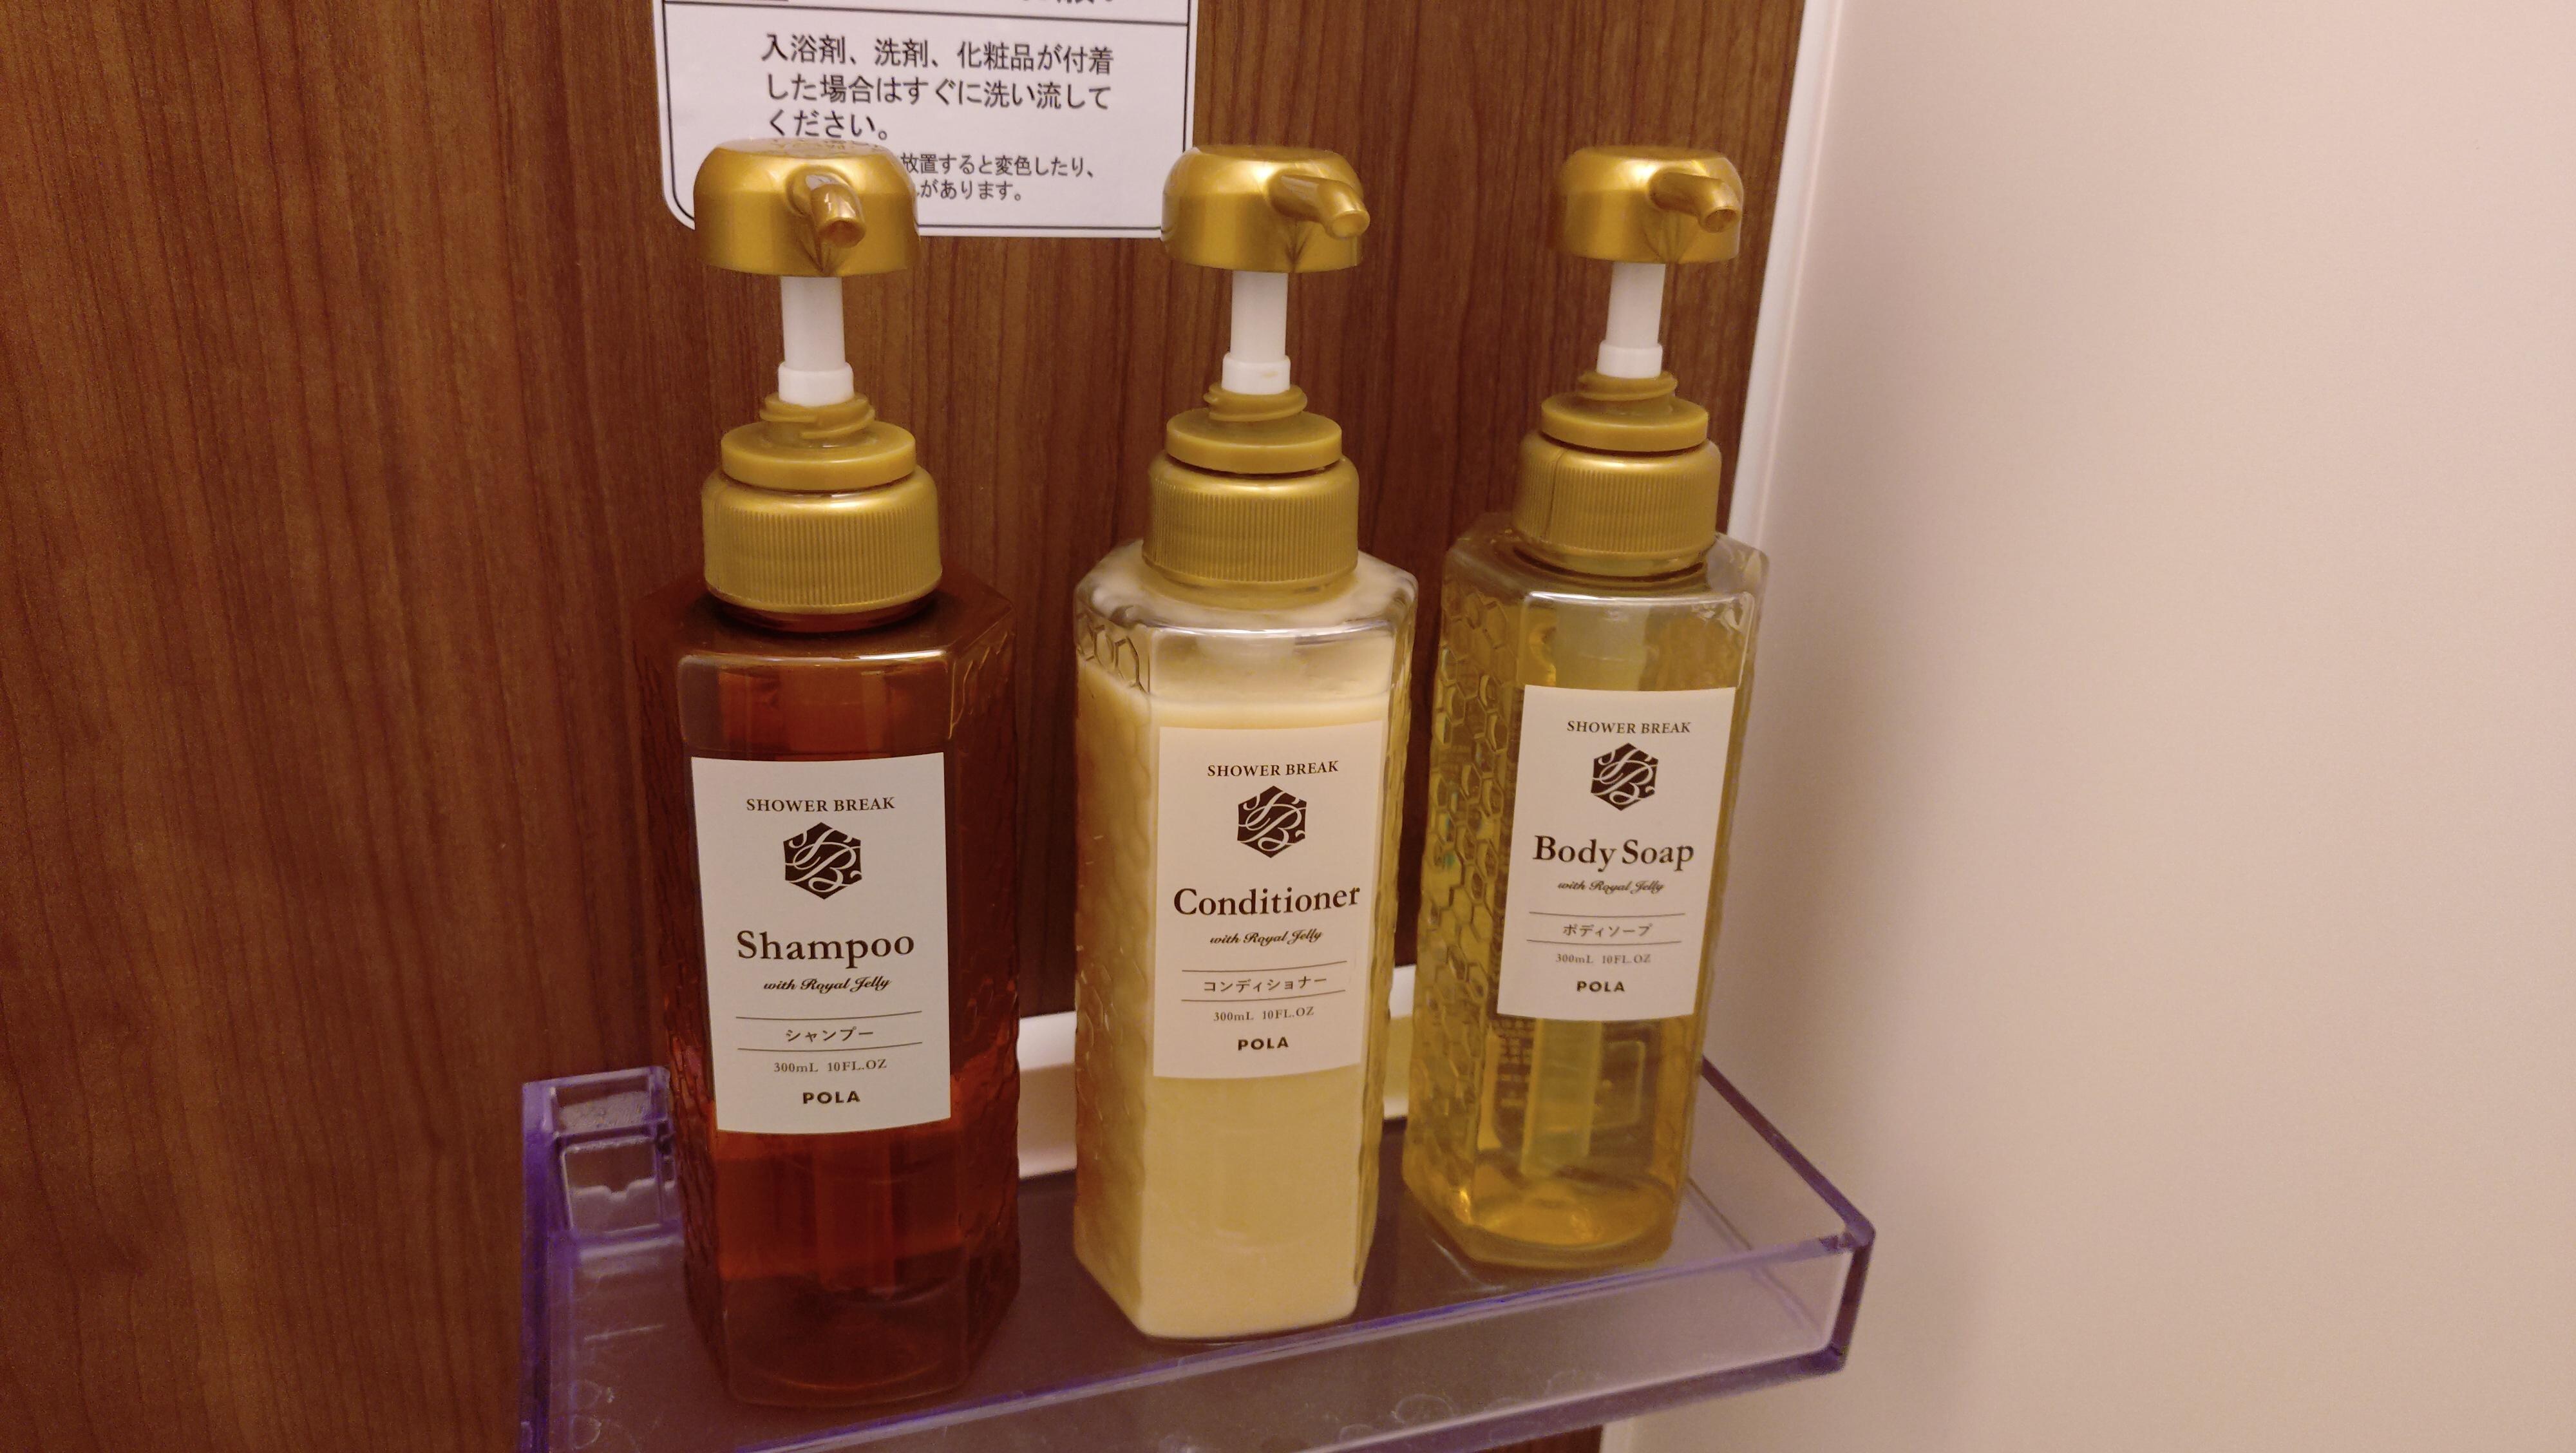 入浴剤、洗剤、化粧品が付着
した場合はすぐに洗い流して
ください。
放置すると変色したり、
があります。
SHOWER BREAK
Shampoo
with Royal Jelly
シャンプー
300mL 10FL.OZ
POLA
SHOWER BREAK
Conditioner
with Royal Jelly
コンディショナー
300mL 10FL.OZ
POLA
SHOWER BREAK
Body Soap
with Royal Jelly
ボディソープ
300mL 10FL.OZ
POLA